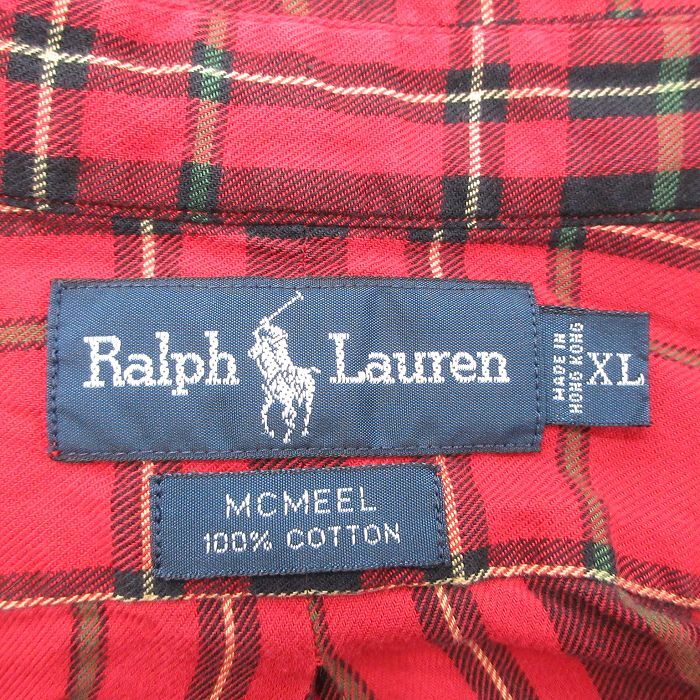 Ralph Lauren
MADE IN
HONG KONG
XL
MCMEEL
100% COTTON